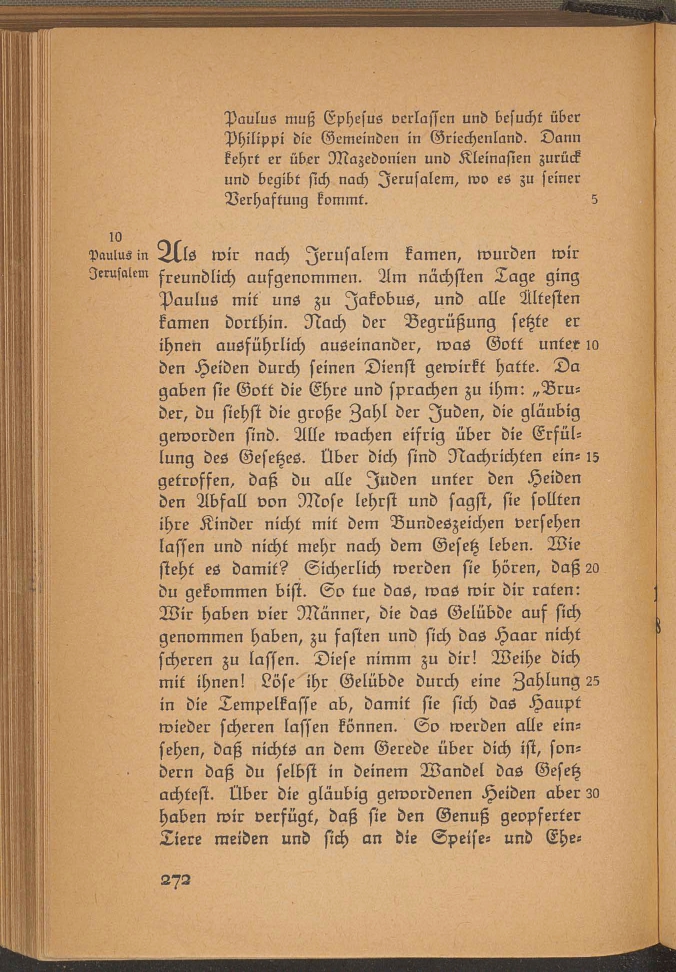 Paulus muß Ephesus verlassen und besucht über
Philippi die Gemeinden in Griechenland. Dann
kehrt er über Mazedonien und Kleinasien zurück
und begibt sich nach Jerusalem, wo es zu seiner
Verhaftung kommt. 5
10
Paulus in
Jerusalem
Als wir nach Jerusalem kamen, wurden wir
freundlich aufgenommen. Am nächsten Tage ging
Paulus mit uns zu Jakobus, und alle Ältesten
kamen dorthin. Nach der Begrüßung setzte er
ihnen ausführlich auseinander, was Gott unter 10
den Heiden durch seinen Dienst gewirkt hatte. Da
gaben sie Gott die Ehre und sprachen zu ihm: „Bru-
der, du siehst die große Zahl der Juden, die gläubig
geworden sind. Alle wachen eifrig über die Erfül-
lung des Gesetzes. Über dich sind Nachrichten ein- 15
getroffen, daß du alle Juden unter den Heiden
den Abfall von Mose lehrst und sagst, sie sollten
ihre Kinder nicht mit dem Bundeszeichen versehen
lassen und nicht mehr nach dem Gesetz leben. Wie
steht es damit? Sicherlich werden sie hören, daß 20
du gekommen bist. So tue das, was wir dir raten:
Wir haben vier Männer, die das Gelübde auf sich
genommen haben, zu fasten und sich das Haar nicht
scheren zu lassen. Diese nimm zu dir! Weihe dich
mit ihnen! Löse ihr Gelübde durch eine Zahlung 25
in die Tempelkasse ab, damit sie sich das Haupt
wieder scheren lassen können. So werden alle ein-
sehen, daß nichts an dem Gerede über dich ist, son-
dern daß du selbst in deinem Wandel das Gesetz
achtest. Über die gläubig gewordenen Heiden aber 30
haben wir verfügt, daß sie den Genuß geopferter
Tiere meiden und sich an die Speise- und Ehe-
272